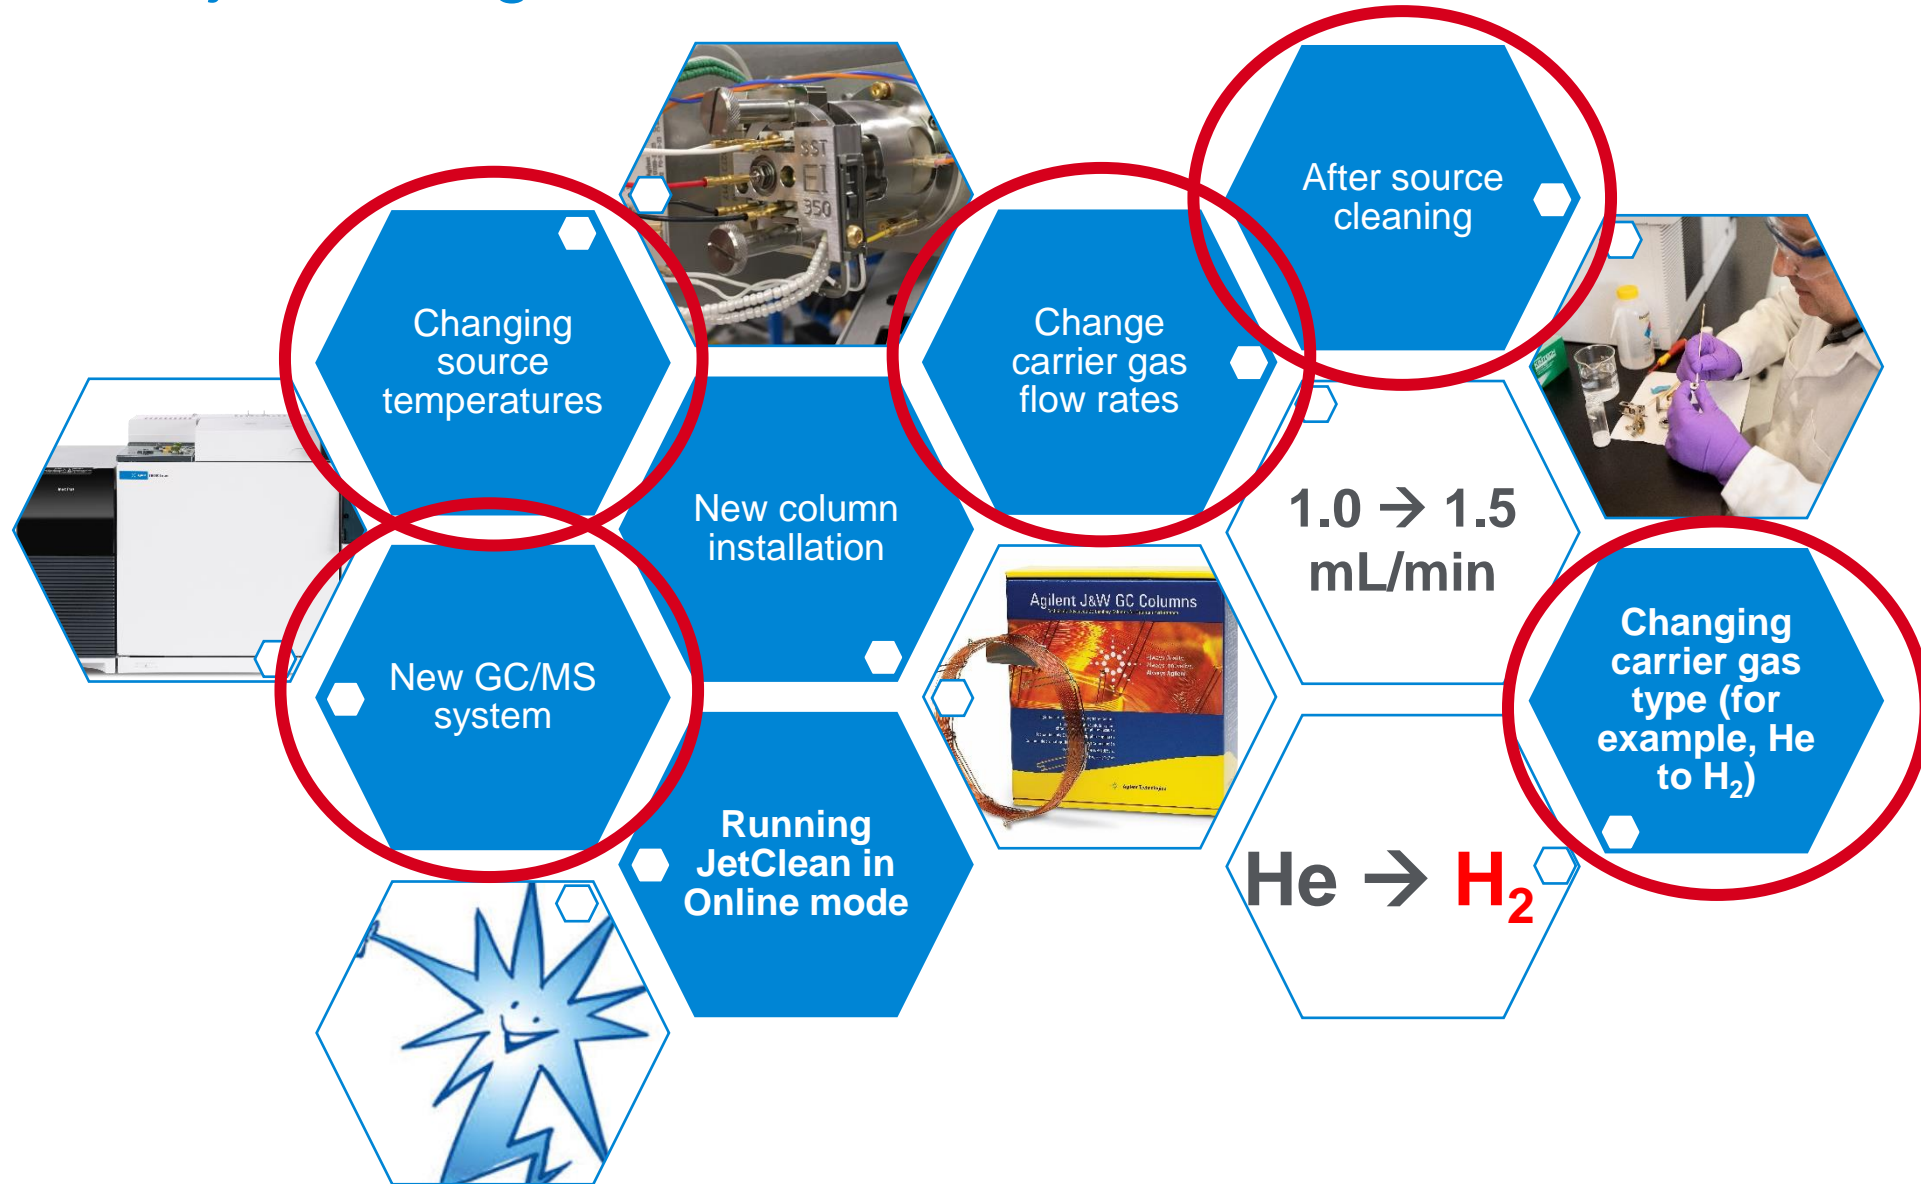 After source
cleaning
SST
EI
350
Changing
source
temperatures
Change
carrier gas
flow rates
New column
installation
1.0 → 1.5
mL/min
Agilent J&W GC Columns
Agilent Technologies
New GC/MS
system
Changing
carrier gas
type (for
example, He
to H₂)
Running
JetClean in
Online mode
He → H₂